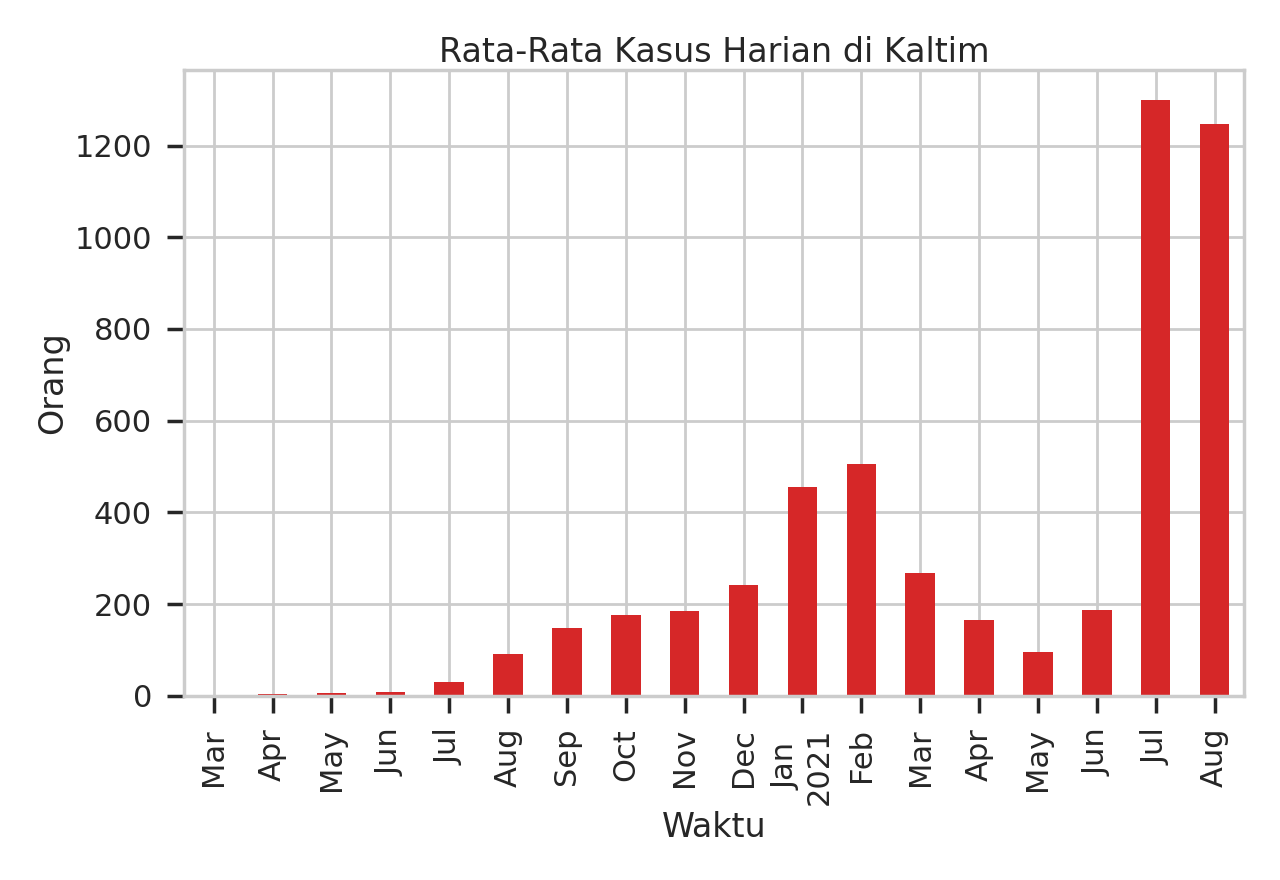 Rata-Rata Kasus Harian di Kaltim
Orang
1200
1000
800
600
400
200
0
Mar
Apr
May
Jun
Jul
Aug
Sep
Oct
Nov
Dec
Jan
2021
Feb
Mar
Apr
May
Jun
Jul
Aug
Waktu